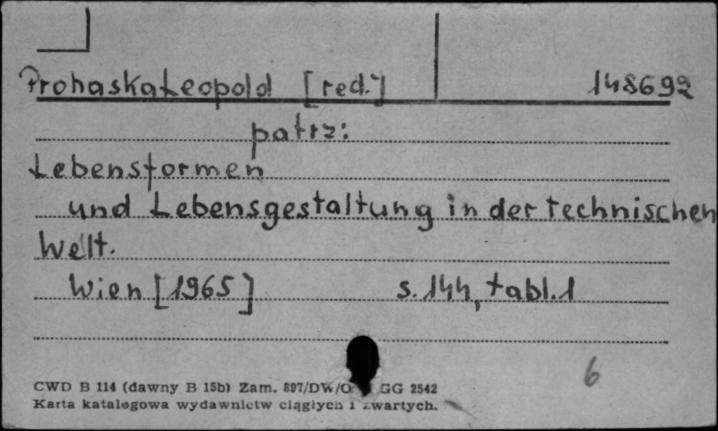 Prohaska Leopold [red.] 148692
patrz:
Lebensformen
und Lebensgestaltung in der technischen
Welt.
Wien [1965] s. 144, tabl. 1
6
CWD B 114 (dawny B 15b) Zam. 897/DW/O GG 2542
Karta katalogowa wydawnictw ciągłych i zwartych.